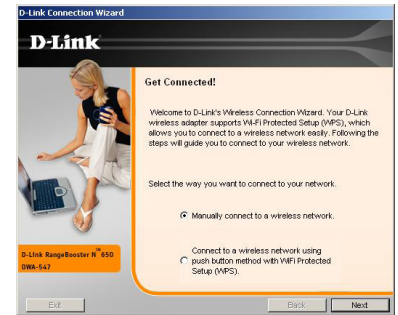 D-Link Connection Wizard
D-Link
Get Connected!
Welcome to D-Link's Wireless Connection Wizard. Your D-Link
wireless adapter supports Wi-Fi Protected Setup (WPS), which
allows you to connect to a wireless network easily. Following the
steps will guide you to connect to your wireless network.
Select the way you want to connect to your network.
Manually connect to a wireless network.
Connect to a wireless network using
push button method with WiFi Protected
Setup (WPS).
D-Link RangeBooster N™ 650
DWA-547
Exit
Back
Next